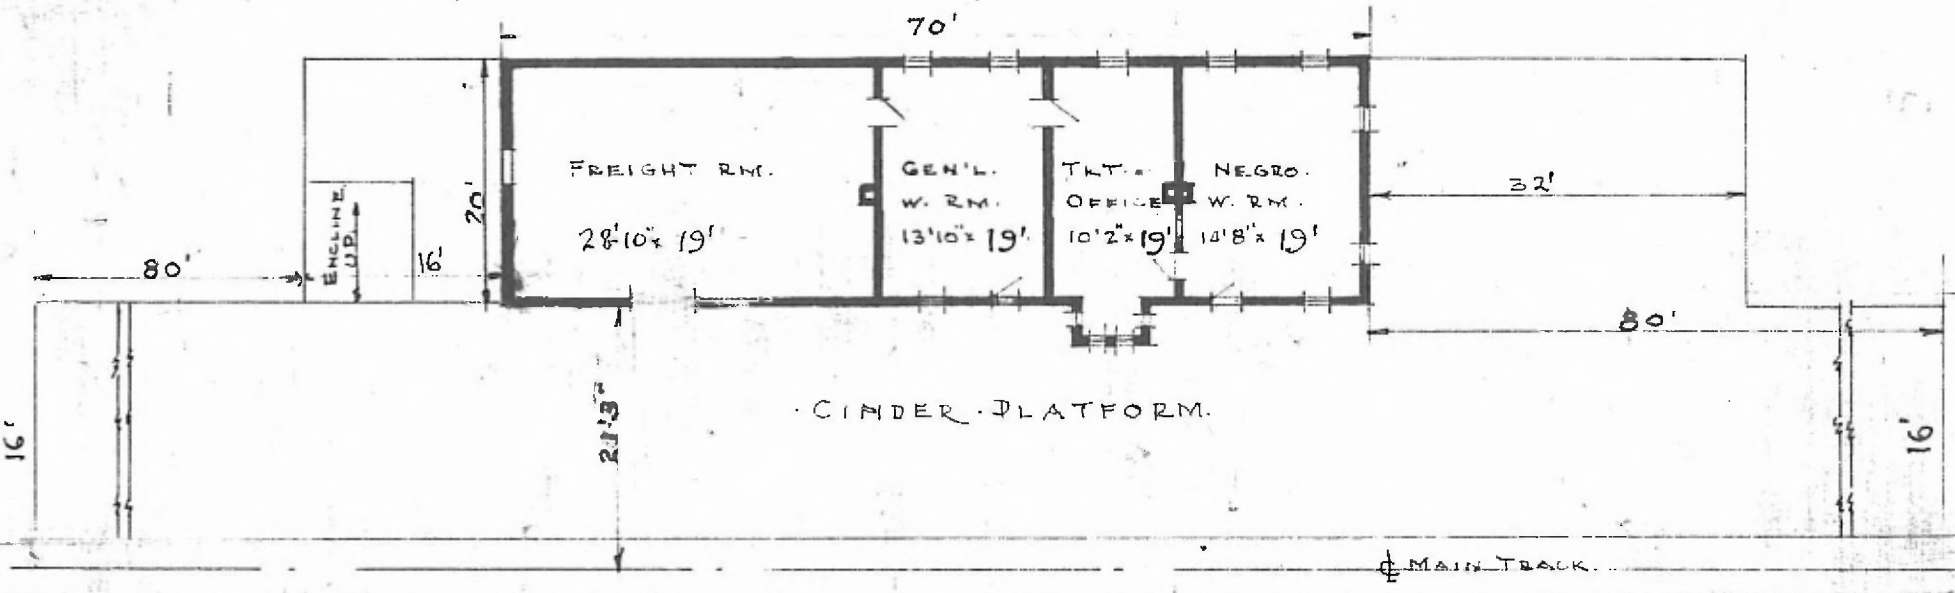 70'
FREIGHT RM.
28'10" x 19'
GEN'L.
W. RM.
13'10" x 19'
TKT.
OFFICE
10'2" x 19'
NEGRO.
W. RM.
14'8" x 19'
32'
20'
ENCLINE
UP.
16'
80'
80'
16'
21'3"
CINDER PLATFORM.
16'
℄ MAIN TRACK.